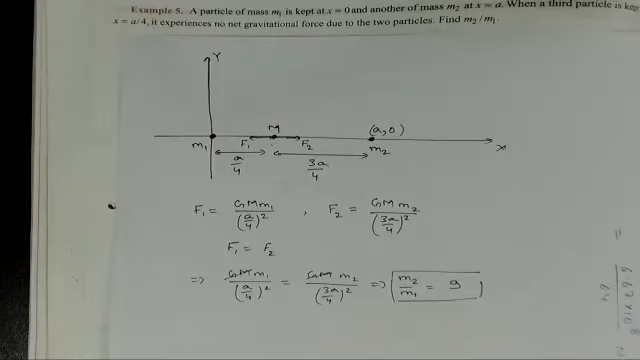 Example 5. A particle of mass m₁ is kept at x = 0 and another of mass m₂ at x = a. When a third particle is kept
x = a/4, it experiences no net gravitational force due to the two particles. Find m₂/m₁.
Y
M (a,0)
m₁ F₁ F₂ m₂ X
a/4 3a/4
F₁ = GMm₁/(a/4)² , F₂ = GMm₂/(3a/4)²
F₁ = F₂
⇒ GMm₁/(a/4)² = GMm₂/(3a/4)² ⇒ m₂/m₁ = 9